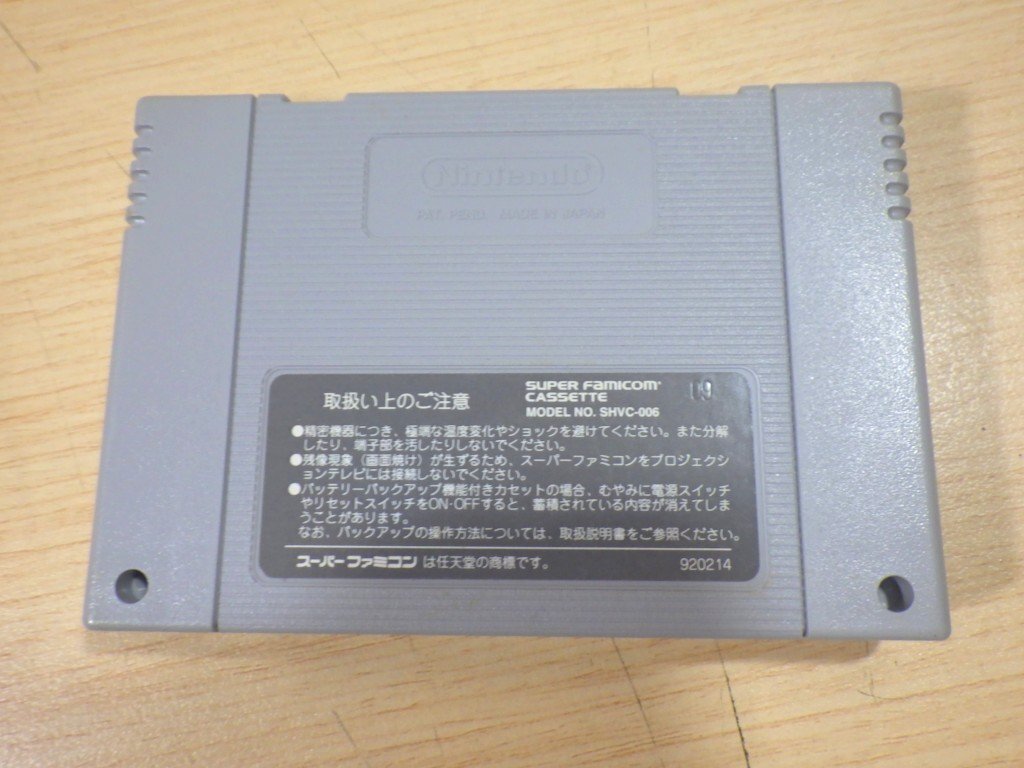 Nintendo
PAT. PEND. MADE IN JAPAN
取扱い上のご注意
SUPER FAMICOM
CASSETTE
MODEL NO. SHVC-006
19
●精密機器につき、極端な温度変化やショックを避けてください。また分解
したり、端子部を汚したりしないでください。
●残像現象（画面焼け）が生ずるため、スーパーファミコンをプロジェクシ
ョンテレビには接続しないでください。
●バッテリーバックアップ機能付きカセットの場合、むやみに電源スイッチ
やリセットスイッチをON・OFFすると、蓄積されている内容が消えてしま
うことがあります。
なお、バックアップの操作方法については、取扱説明書をご参照ください。
スーパーファミコンは任天堂の商標です。
920214